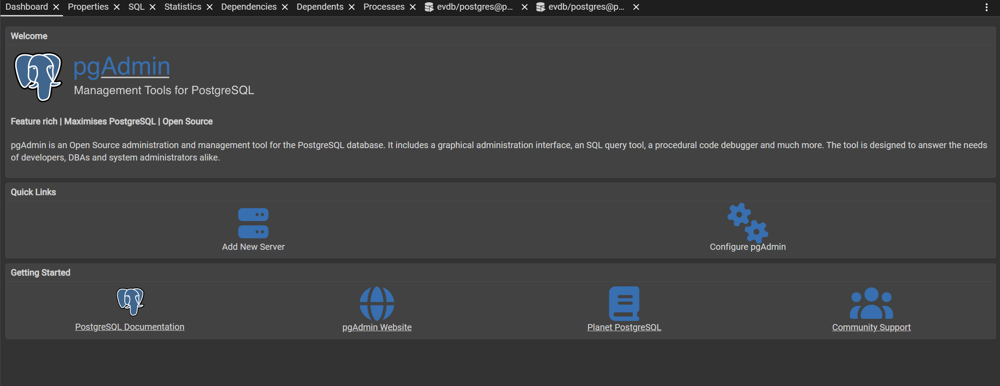 Dashboard
Properties
SQL
Statistics
Dependencies
Dependents
Processes
evdb/postgres@p...
evdb/postgres@p...
Welcome
pgAdmin
Management Tools for PostgreSQL
Feature rich | Maximises PostgreSQL | Open Source
pgAdmin is an Open Source administration and management tool for the PostgreSQL database. It includes a graphical administration interface, an SQL query tool, a procedural code debugger and much more. The tool is designed to answer the needs
of developers, DBAs and system administrators alike.
Quick Links
Add New Server
Configure pgAdmin
Getting Started
PostgreSQL Documentation
pgAdmin Website
Planet PostgreSQL
Community Support